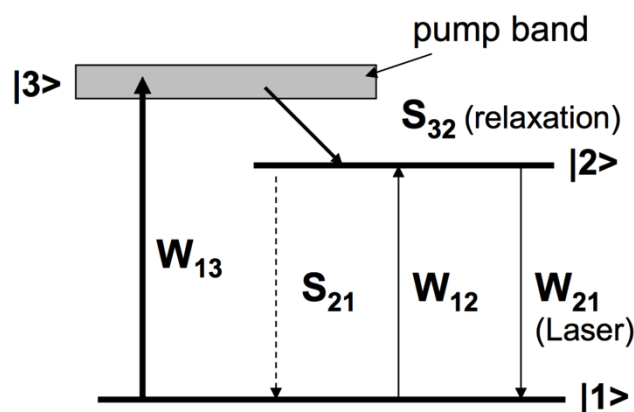 pump band
|3>
S32 (relaxation)
|2>
W13
S21
W12
W21
(Laser)
|1>